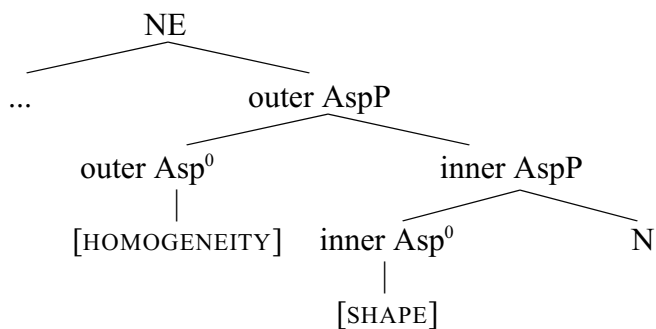 NE
... outer AspP
outer Asp⁰ inner AspP
[HOMOGENEITY] inner Asp⁰ N
[SHAPE]